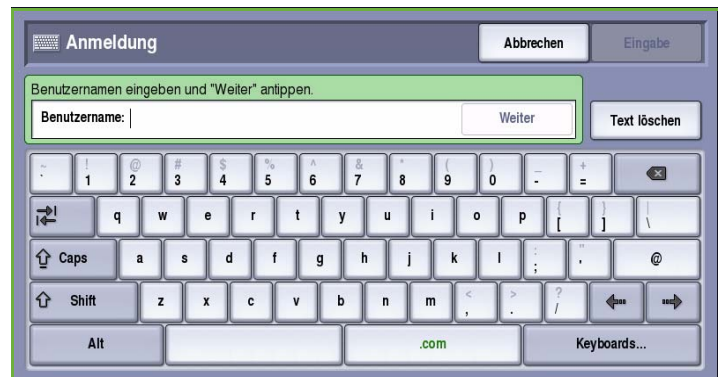 Anmeldung Abbrechen Eingabe
Benutzernamen eingeben und "Weiter" antippen.
Benutzername: Weiter Text löschen
~ ! @ # $ % ^ & * ( ) _ +
` 1 2 3 4 5 6 7 8 9 0 - =
q w e r t y u i o p { [ } ] | \
Caps a s d f g h j k l : ; " ' @
Shift z x c v b n m < , > . ? /
Alt .com Keyboards...